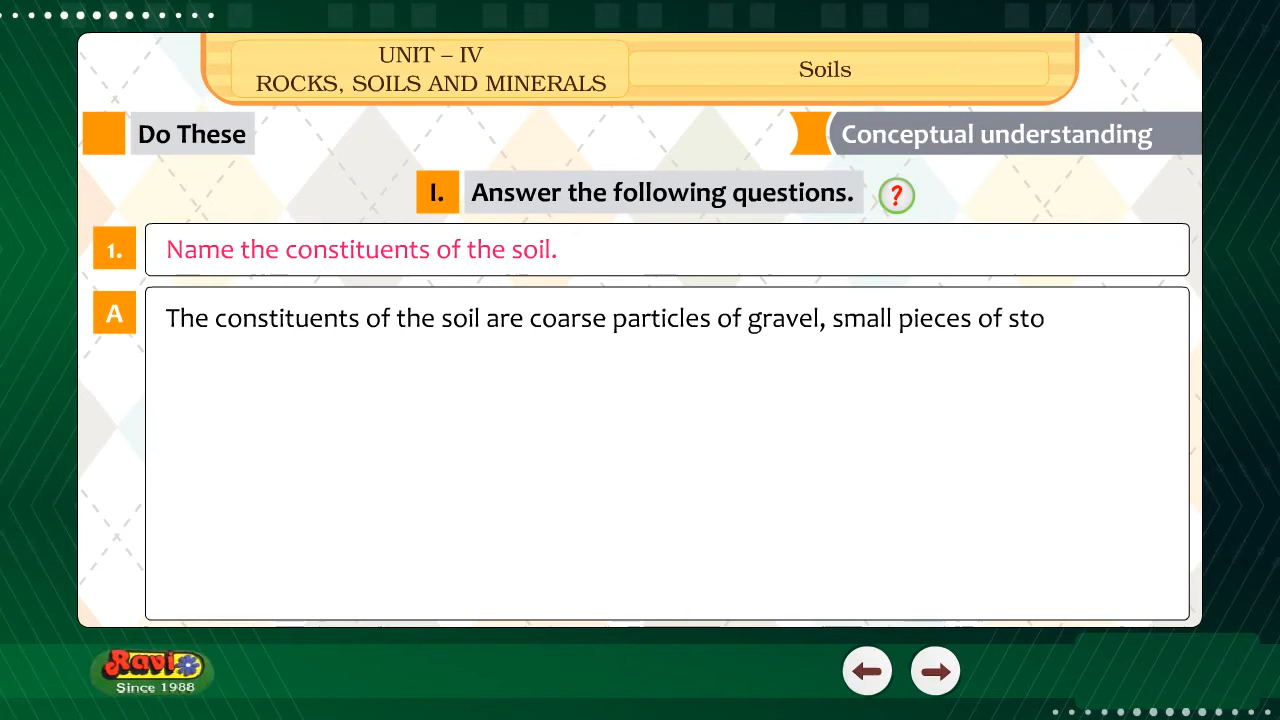 UNIT – IV
ROCKS, SOILS AND MINERALS
Soils
Do These
Conceptual understanding
I. Answer the following questions. ?
1. Name the constituents of the soil.
A The constituents of the soil are coarse particles of gravel, small pieces of sto
Ravi
Since 1988